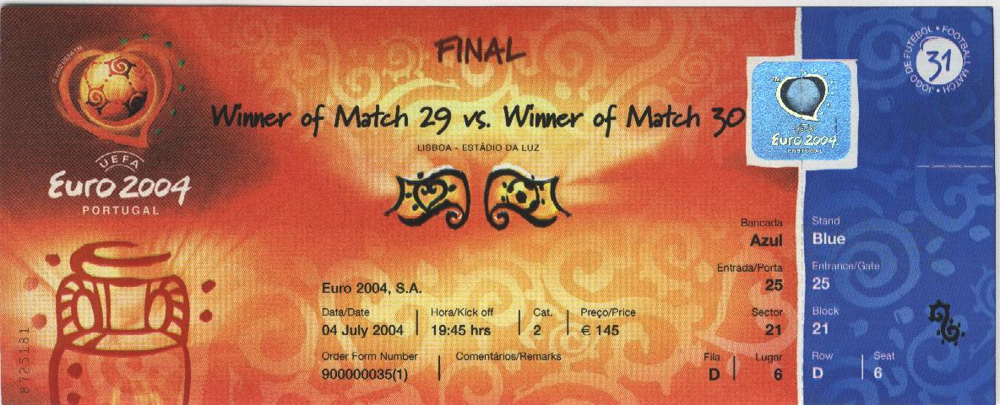 FINAL
Winner of Match 29 vs. Winner of Match 30
LISBOA - ESTÁDIO DA LUZ
UEFA
Euro 2004
PORTUGAL
TM
Euro 2004
PORTUGAL
JOGO DE FUTEBOL • FOOTBALL MATCH •
31
Bancada
Azul
Entrada/Porta
25
Sector
21
Fila Lugar
D 6
Stand
Blue
Entrance/Gate
25
Block
21
Row Seat
D 6
Euro 2004, S.A.
Data/Date Hora/Kick off Cat. Preço/Price
04 July 2004 19:45 hrs 2 € 145
Order Form Number Comentários/Remarks
900000035(1)
8725181